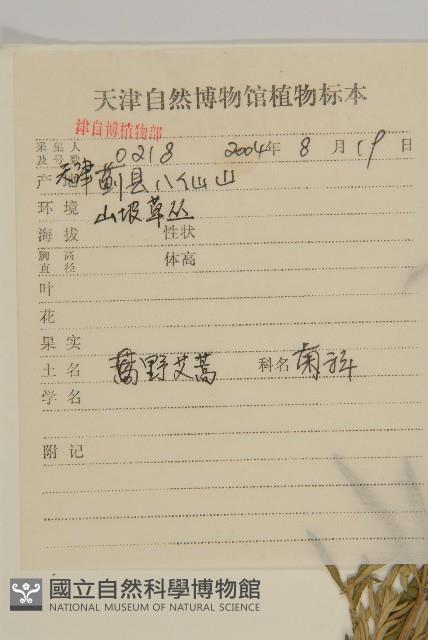 天津自然博物馆植物标本
津自博植物部
采集人及号数 0218 2004年 8 月 19 日
产地 天津蓟县八仙山
环境 山坡草丛
海拔 性状
胸高直径 体高
叶
花
果实
土名 野艾蒿 科名 菊科
学名
附记
國立自然科學博物館
NATIONAL MUSEUM OF NATURAL SCIENCE